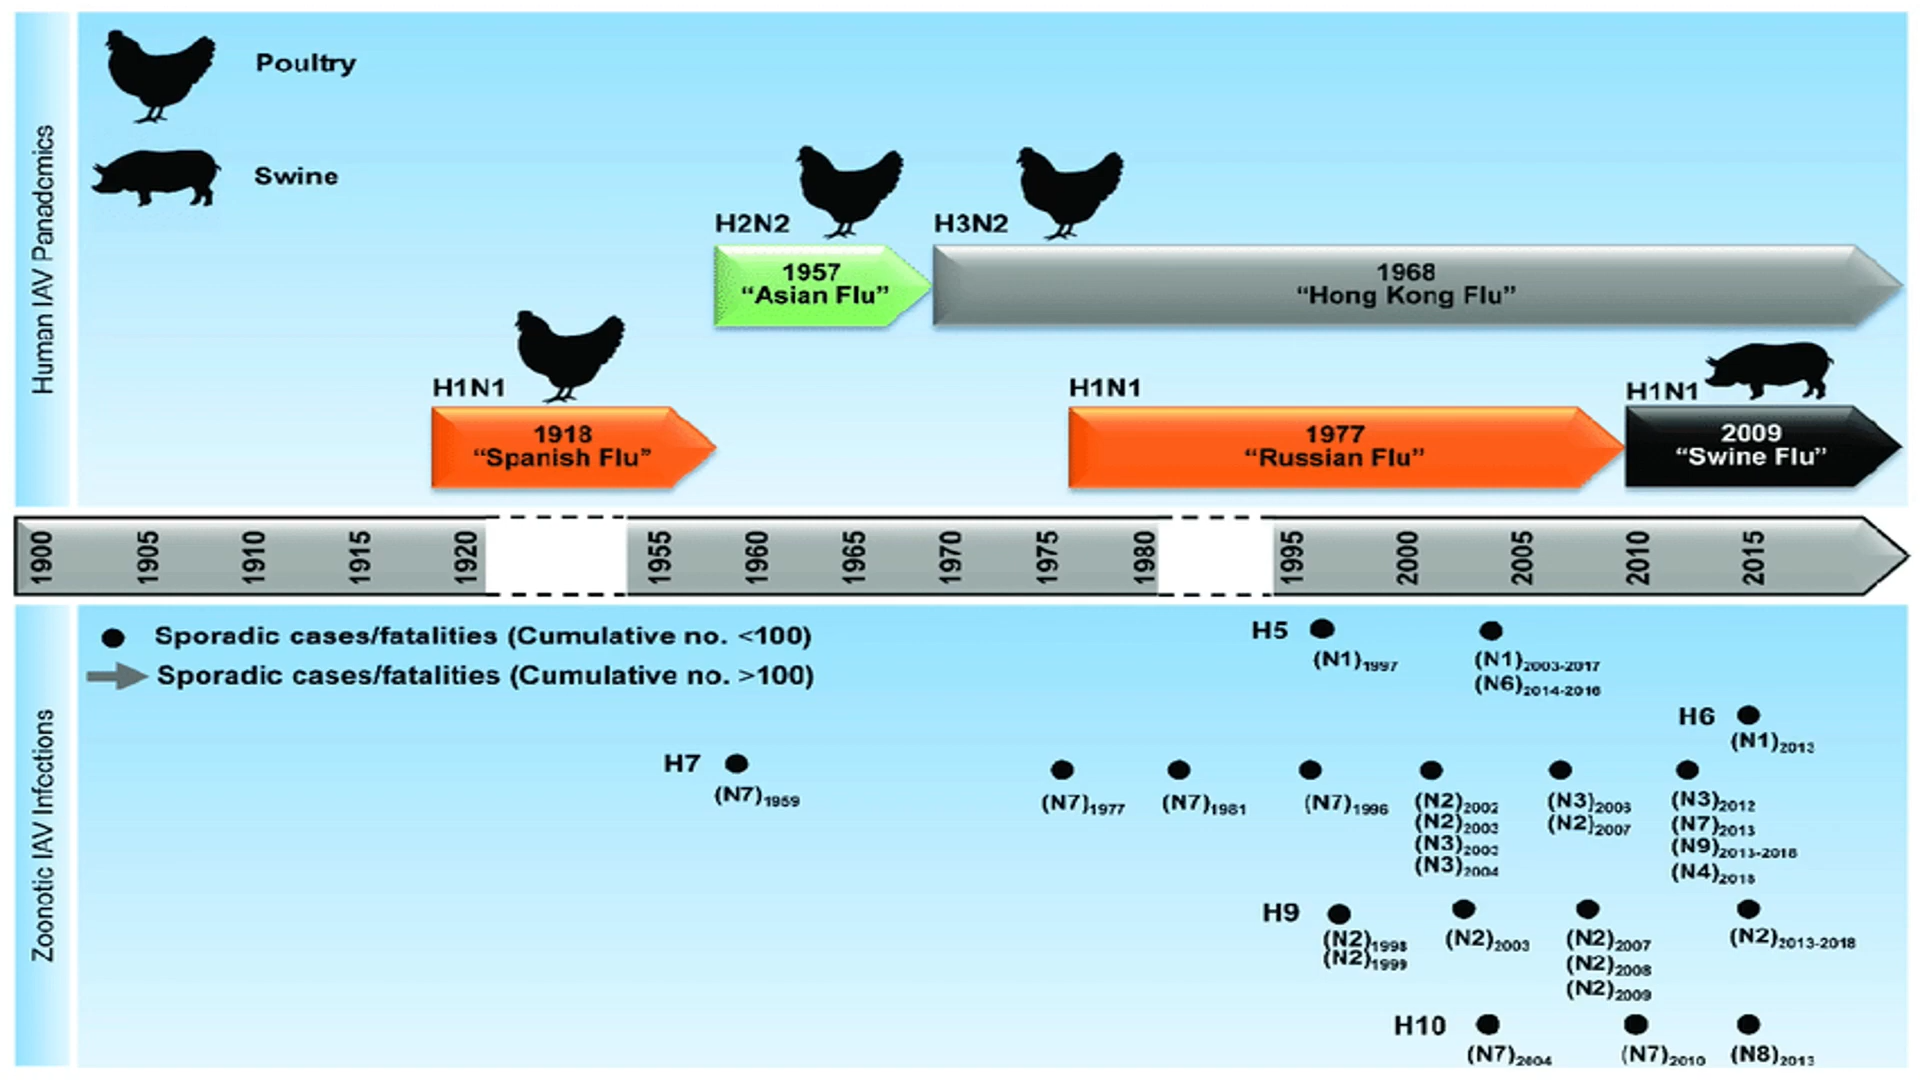 Human IAV Panadcmics
Poultry
Swine
H2N2
H3N2
1957
“Asian Flu”
1968
“Hong Kong Flu”
H1N1
H1N1
H1N1
1918
“Spanish Flu”
1977
“Russian Flu”
2009
“Swine Flu”
1900 1905 1910 1915 1920 1955 1960 1965 1970 1975 1980 1995 2000 2005 2010 2015
Zoonotic IAV Infections
Sporadic cases/fatalities (Cumulative no. <100)
Sporadic cases/fatalities (Cumulative no. >100)
H5
(N1)1997
(N1)2003-2017
(N6)2014-2016
H6
(N1)2013
H7
(N7)1959
(N7)1977
(N7)1981
(N7)1996
(N2)2002
(N2)2003
(N3)
(N3)2004
(N3)2006
(N2)2007
(N3)2012
(N7)2013
(N9)2013-2018
(N4)2018
H9
(N2)1998
(N2)1999
(N2)2003
(N2)2007
(N2)2008
(N2)2009
(N2)2013-2018
H10
(N7)2004
(N7)2010
(N8)2013